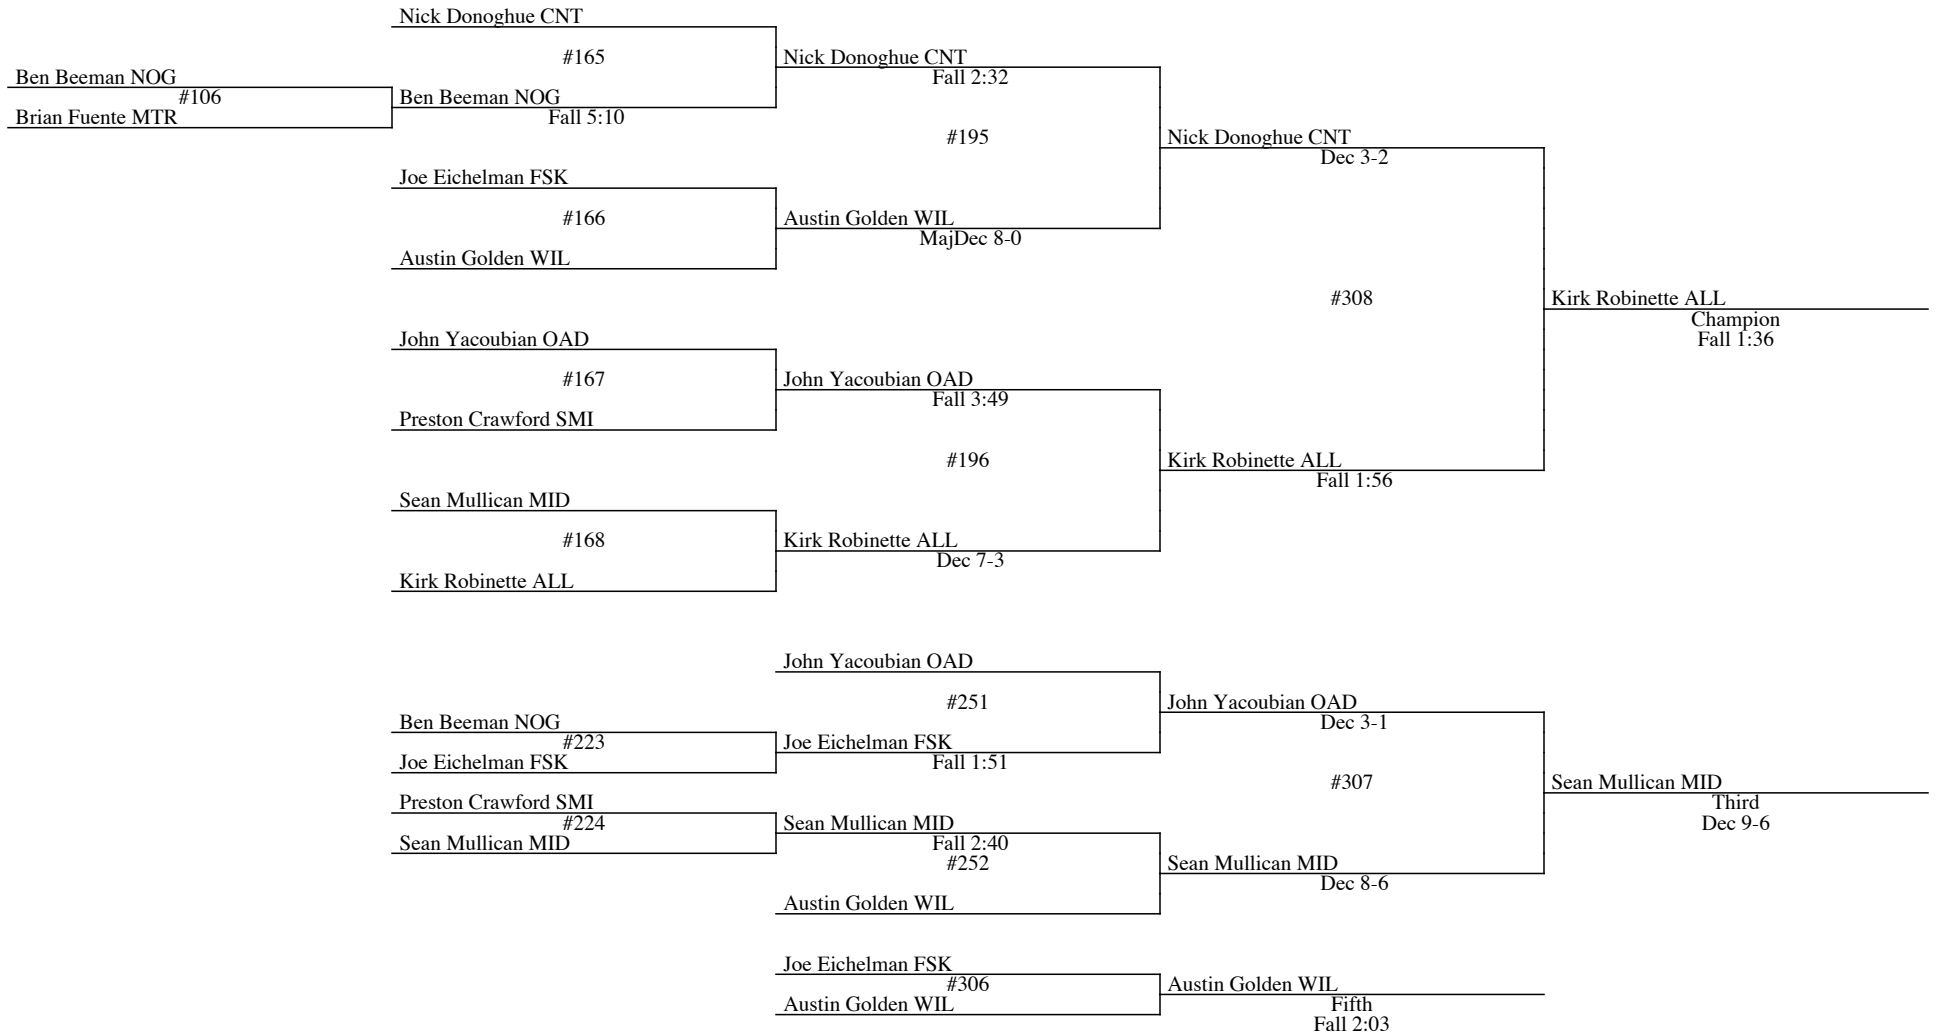 Nick Donoghue CNT
#165
Nick Donoghue CNT
Fall 2:32
Ben Beeman NOG
#106
Ben Beeman NOG
Fall 5:10
Brian Fuente MTR
#195
Nick Donoghue CNT
Dec 3-2
Joe Eichelman FSK
#166
Austin Golden WIL
MajDec 8-0
Austin Golden WIL
#308
Kirk Robinette ALL
Champion
Fall 1:36
John Yacoubian OAD
#167
John Yacoubian OAD
Fall 3:49
Preston Crawford SMI
#196
Kirk Robinette ALL
Fall 1:56
Sean Mullican MID
#168
Kirk Robinette ALL
Dec 7-3
Kirk Robinette ALL
John Yacoubian OAD
#251
John Yacoubian OAD
Dec 3-1
Ben Beeman NOG
#223
Joe Eichelman FSK
Fall 1:51
Joe Eichelman FSK
#307
Sean Mullican MID
Third
Dec 9-6
Preston Crawford SMI
#224
Sean Mullican MID
Fall 2:40
Sean Mullican MID
#252
Sean Mullican MID
Dec 8-6
Austin Golden WIL
Joe Eichelman FSK
#306
Austin Golden WIL
Fifth
Fall 2:03
Austin Golden WIL